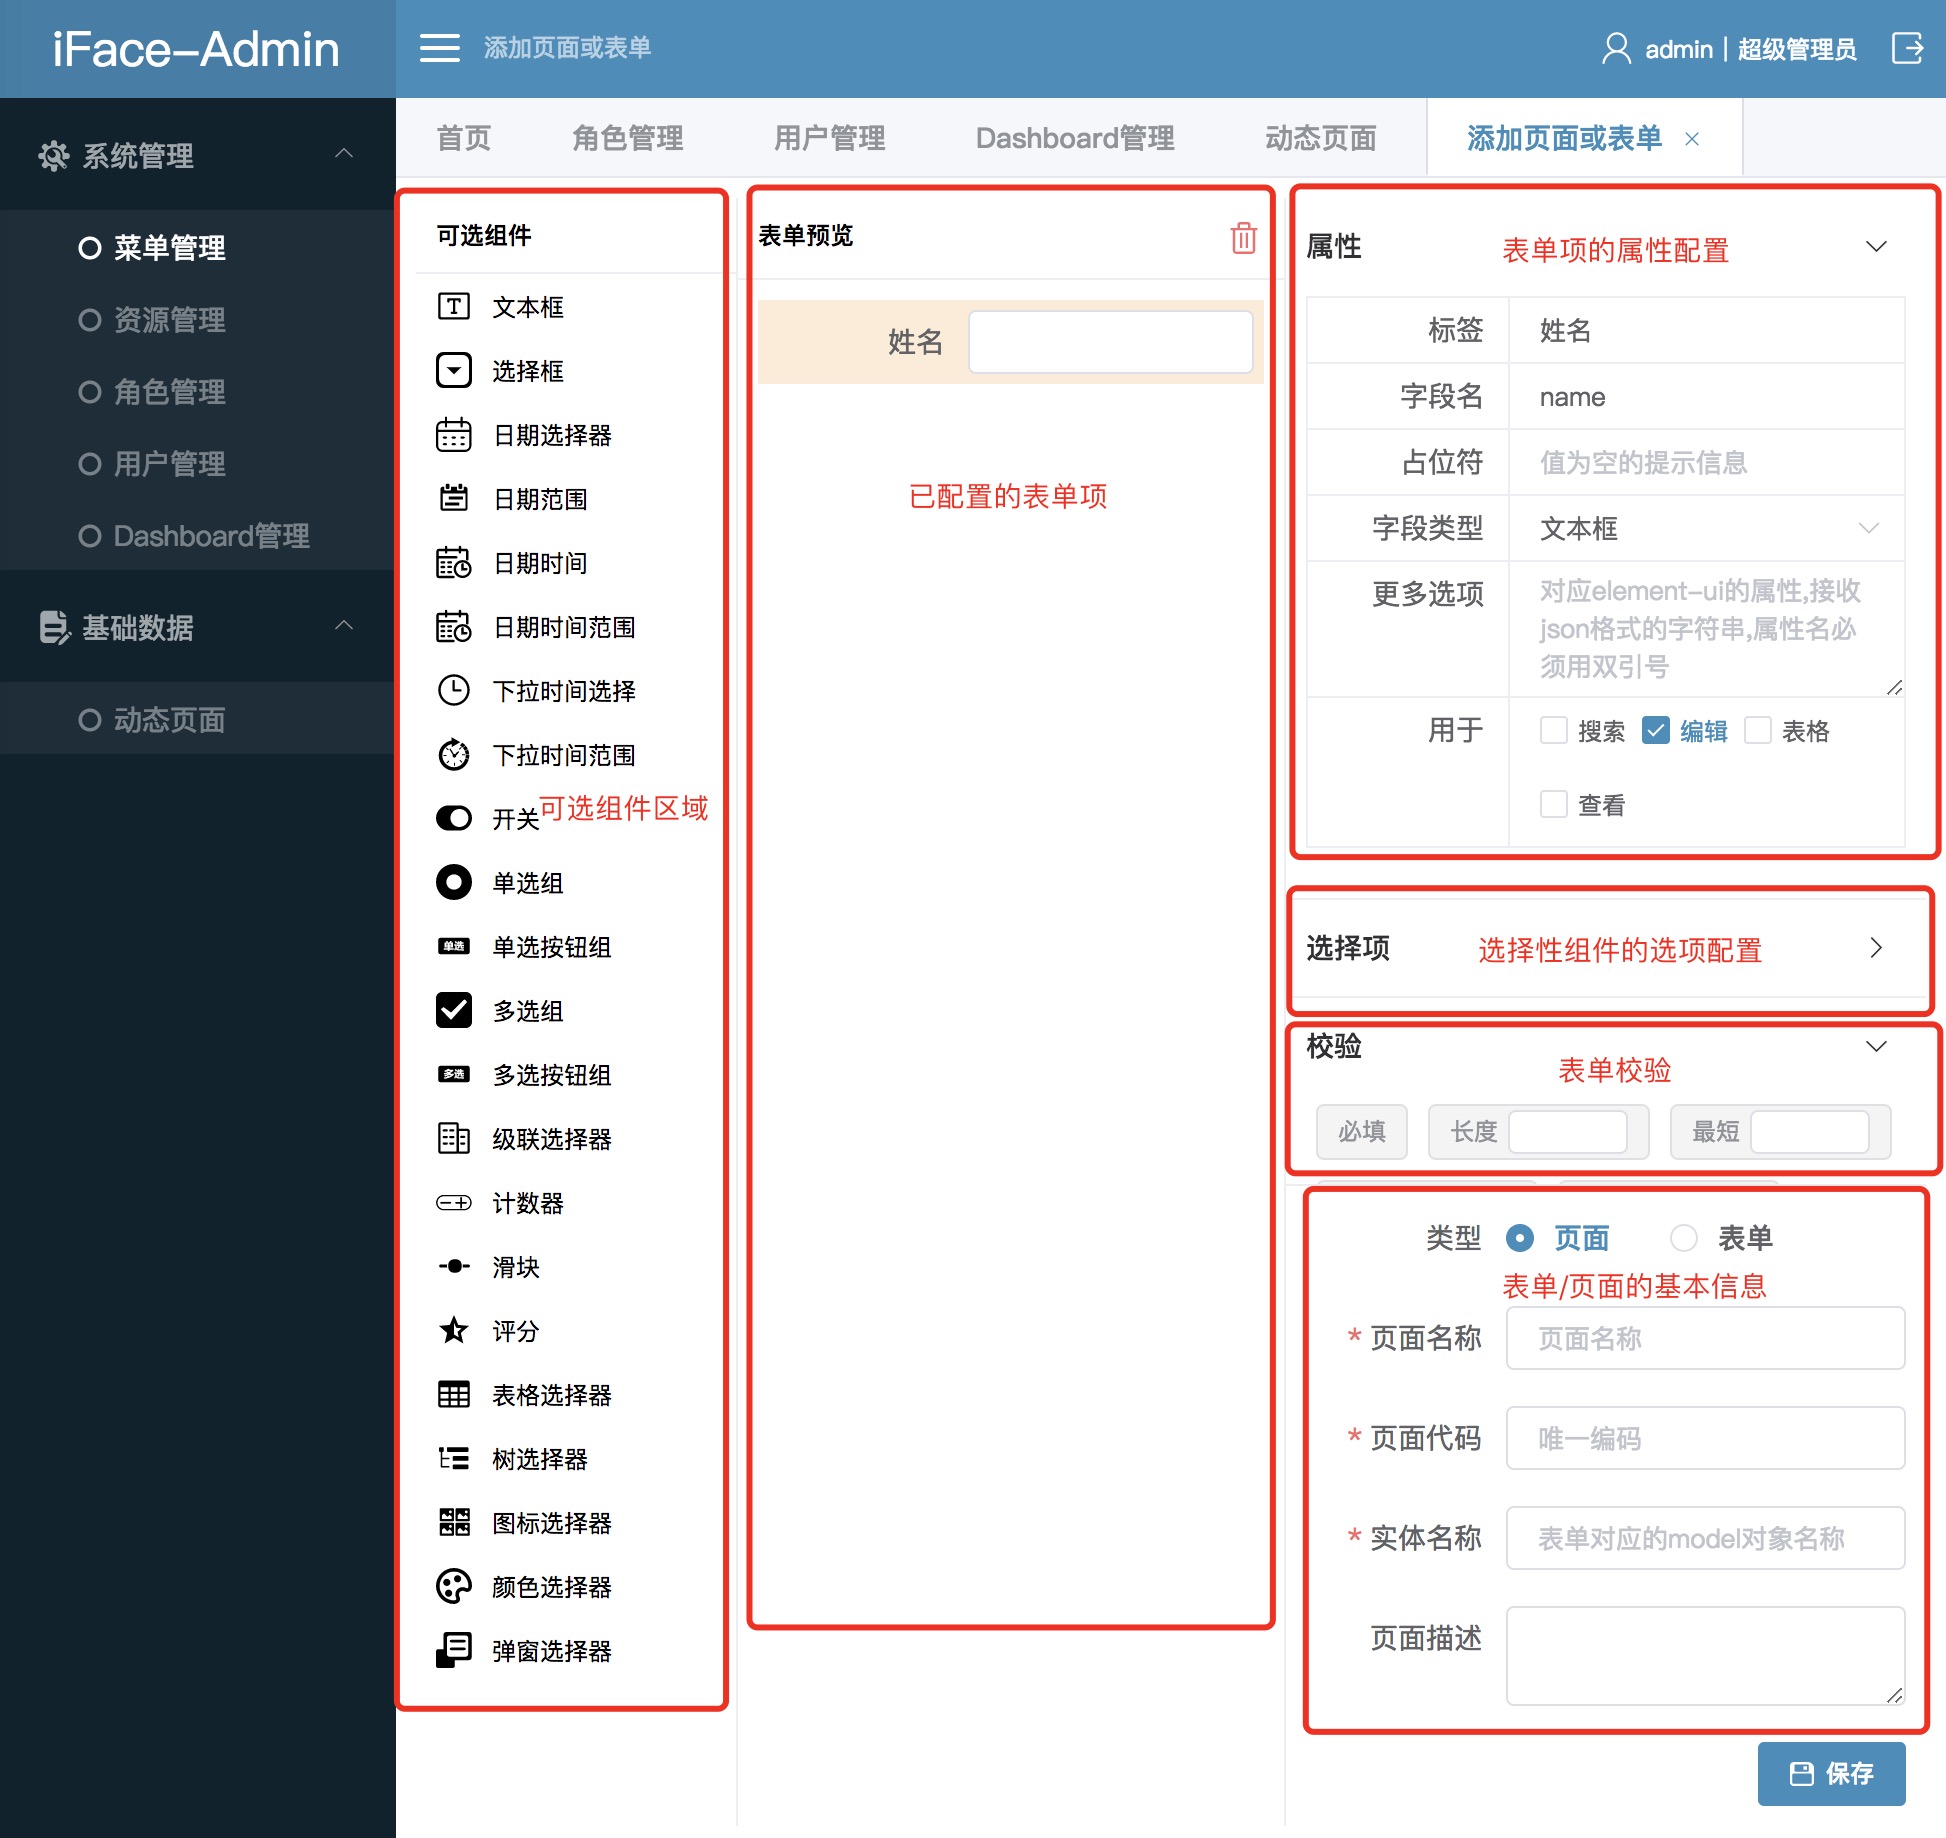 iFace-Admin
添加页面或表单
admin | 超级管理员
系统管理
菜单管理
资源管理
角色管理
用户管理
Dashboard管理
基础数据
动态页面
首页
角色管理
用户管理
Dashboard管理
动态页面
添加页面或表单
可选组件
文本框
选择框
日期选择器
日期范围
日期时间
日期时间范围
下拉时间选择
下拉时间范围
开关
可选组件区域
单选组
单选
单选按钮组
多选组
多选
多选按钮组
级联选择器
计数器
滑块
评分
表格选择器
树选择器
图标选择器
颜色选择器
弹窗选择器
表单预览
姓名
已配置的表单项
属性
表单项的属性配置
标签
姓名
字段名
name
占位符
值为空的提示信息
字段类型
文本框
更多选项
对应element-ui的属性,接收
json格式的字符串,属性名必
须用双引号
用于
搜索
编辑
表格
查看
选择项
选择性组件的选项配置
校验
表单校验
必填
长度
最短
类型
页面
表单
表单/页面的基本信息
* 页面名称
页面名称
* 页面代码
唯一编码
* 实体名称
表单对应的model对象名称
页面描述
保存